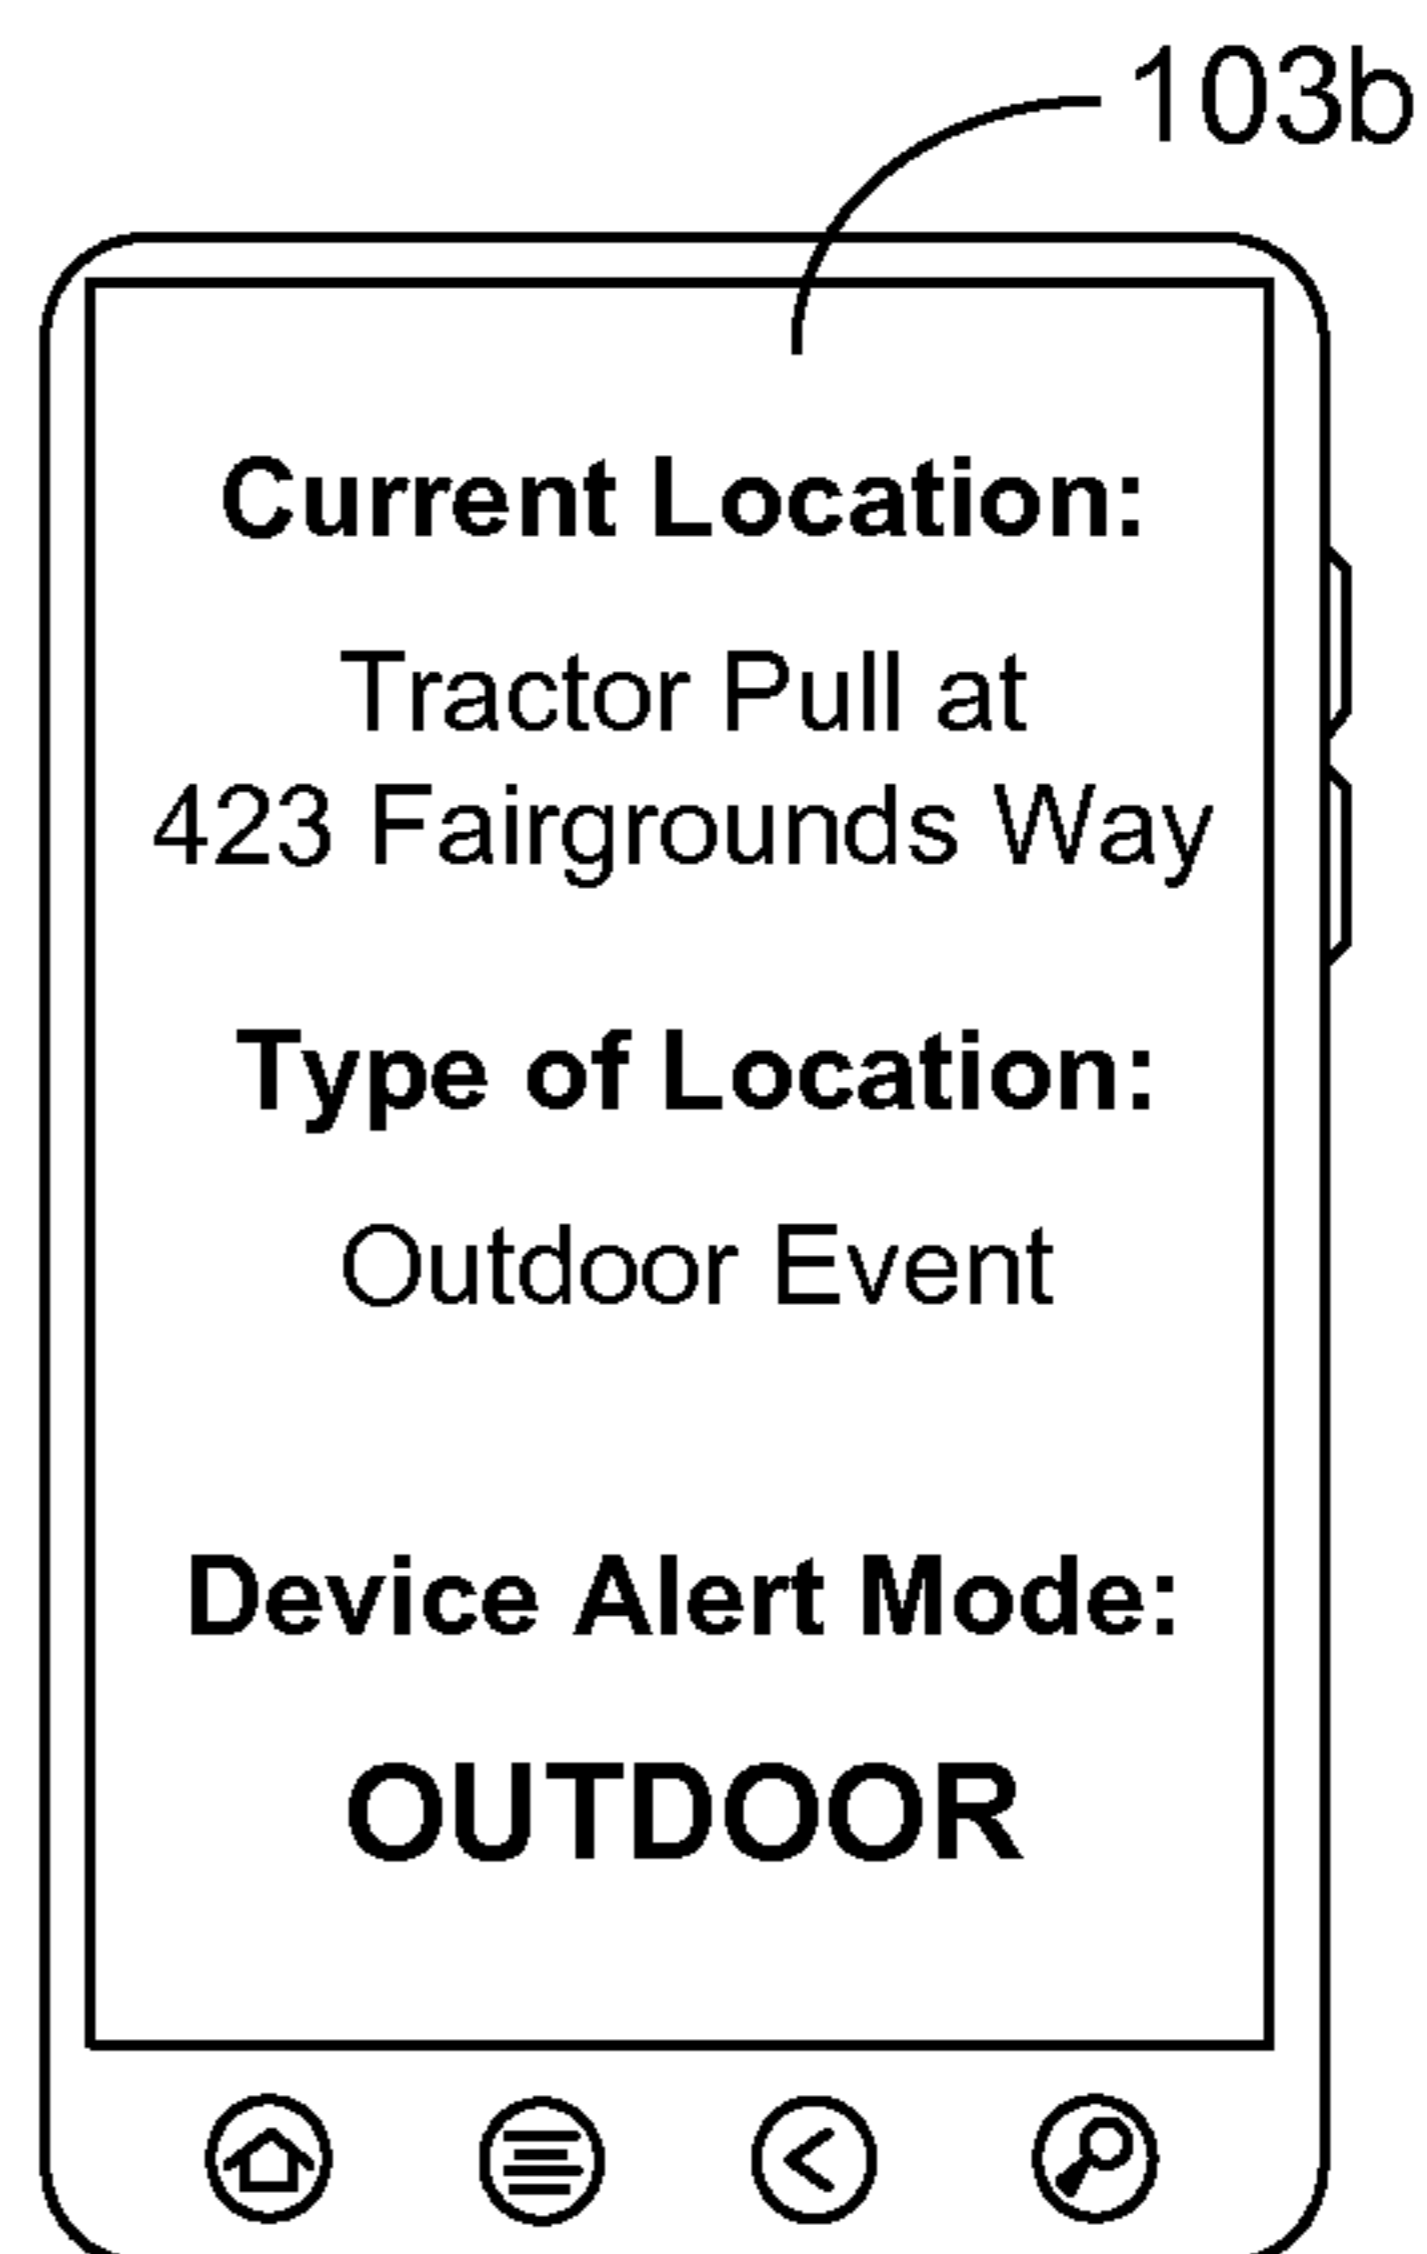 103b
Current Location:
Tractor Pull at
423 Fairgrounds Way
Type of Location:
Outdoor Event
Device Alert Mode:
OUTDOOR